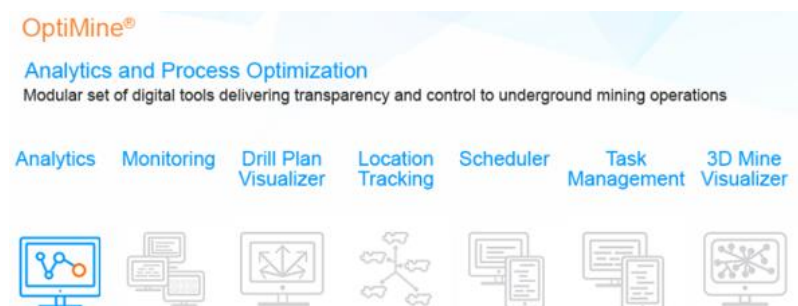 OptiMine®
Analytics and Process Optimization
Modular set of digital tools delivering transparency and control to underground mining operations
Analytics
Monitoring
Drill Plan
Visualizer
Location
Tracking
Scheduler
Task
Management
3D Mine
Visualizer